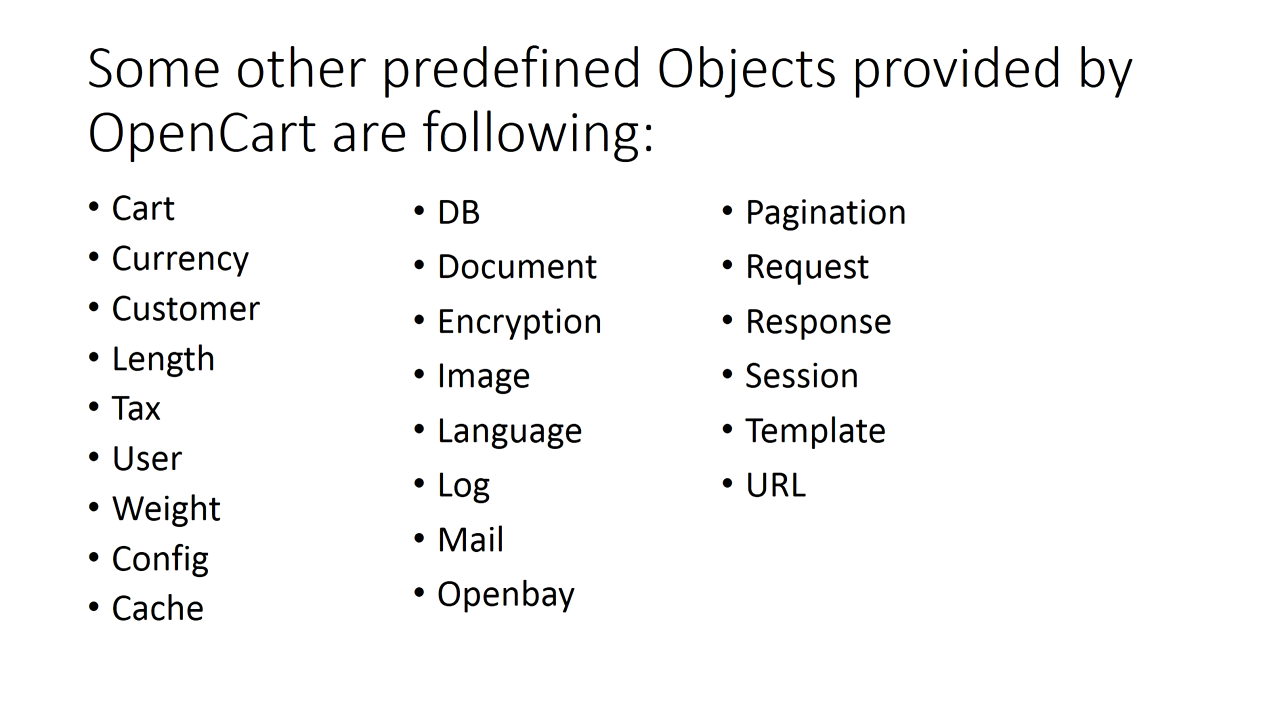 Some other predefined Objects provided by
OpenCart are following:
• Cart
• Currency
• Customer
• Length
• Tax
• User
• Weight
• Config
• Cache
• DB
• Document
• Encryption
• Image
• Language
• Log
• Mail
• Openbay
• Pagination
• Request
• Response
• Session
• Template
• URL